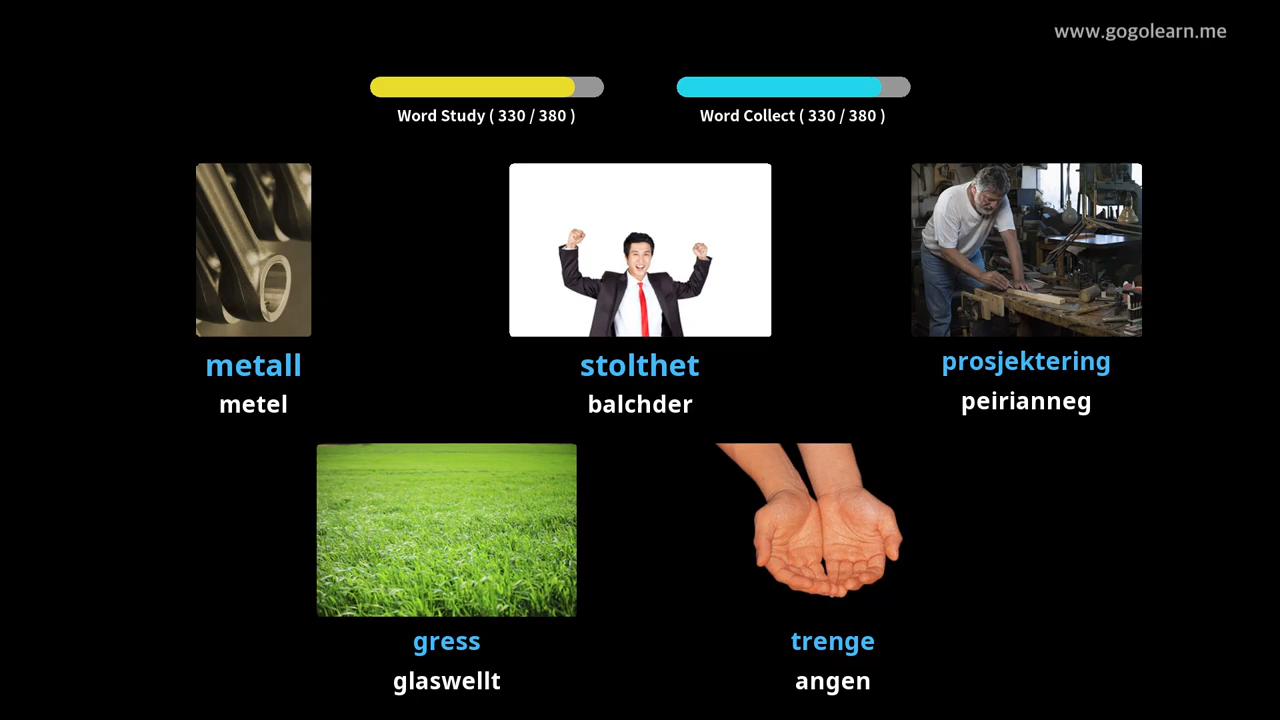 www.gogolearn.me
Word Study ( 330 / 380 )
Word Collect ( 330 / 380 )
metall
metel
stolthet
balchder
prosjektering
peirianneg
gress
glaswellt
trenge
angen